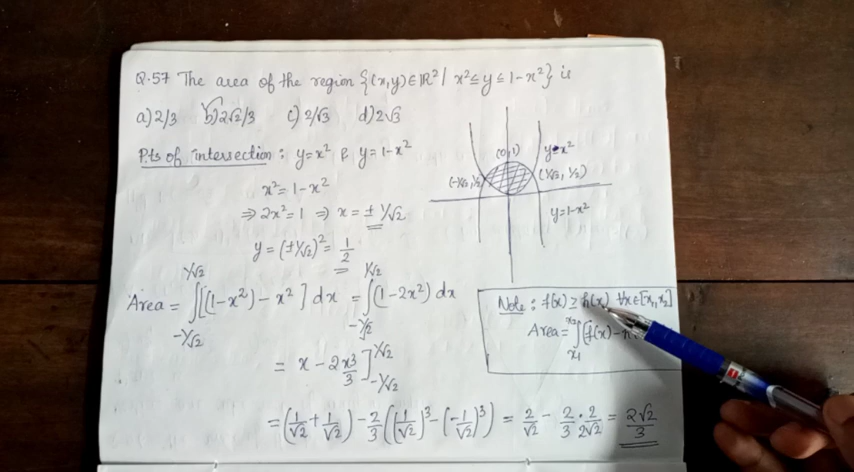 Q.57 The area of the region {(x,y)∈R² / x² ≤ y ≤ 1-x²} is
a) 2/3 b) 2√2/3 c) 2/√3 d) 2√3
Pts of intersection : y=x² & y=1-x²
x² = 1-x²
⇒ 2x²=1 ⇒ x = ± 1/√2
y = (±1/√2)² = 1/2
(0,1)
y=x²
(-1/√2, 1/2)
(1/√2, 1/2)
y=1-x²
Area = ∫_{-1/√2}^{1/√2} [(1-x²) - x²] dx = ∫_{-1/√2}^{1/√2} (1-2x²) dx
= x - 2x³/3 ]_{-1/√2}^{1/√2}
= (1/√2 + 1/√2) - 2/3 ((1/√2)³ - (-1/√2)³) = 2/√2 - 2/3 · 2/2√2 = 2√2/3
Note : f(x) ≥ h(x) ∀x∈[x₁,x₂]
Area = ∫_{x₁}^{x₂} (f(x) -